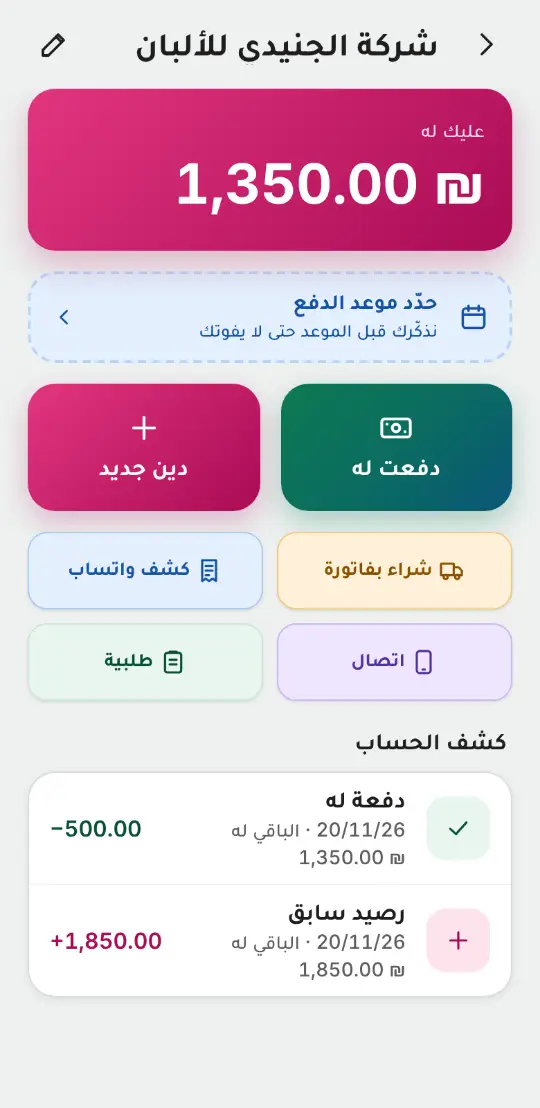 شركة الجنيدي للألبان
عليك له
₪ 1,350.00
حدّد موعد الدفع
نذكّرك قبل الموعد حتى لا يفوتك
دفعت له
دين جديد
شراء بفاتورة
كشف واتساب
اتصال
طلبية
كشف الحساب
دفعة له
20/11/26 · الباقي له
₪ 1,350.00
−500.00
رصيد سابق
20/11/26 · الباقي له
₪ 1,850.00
+1,850.00